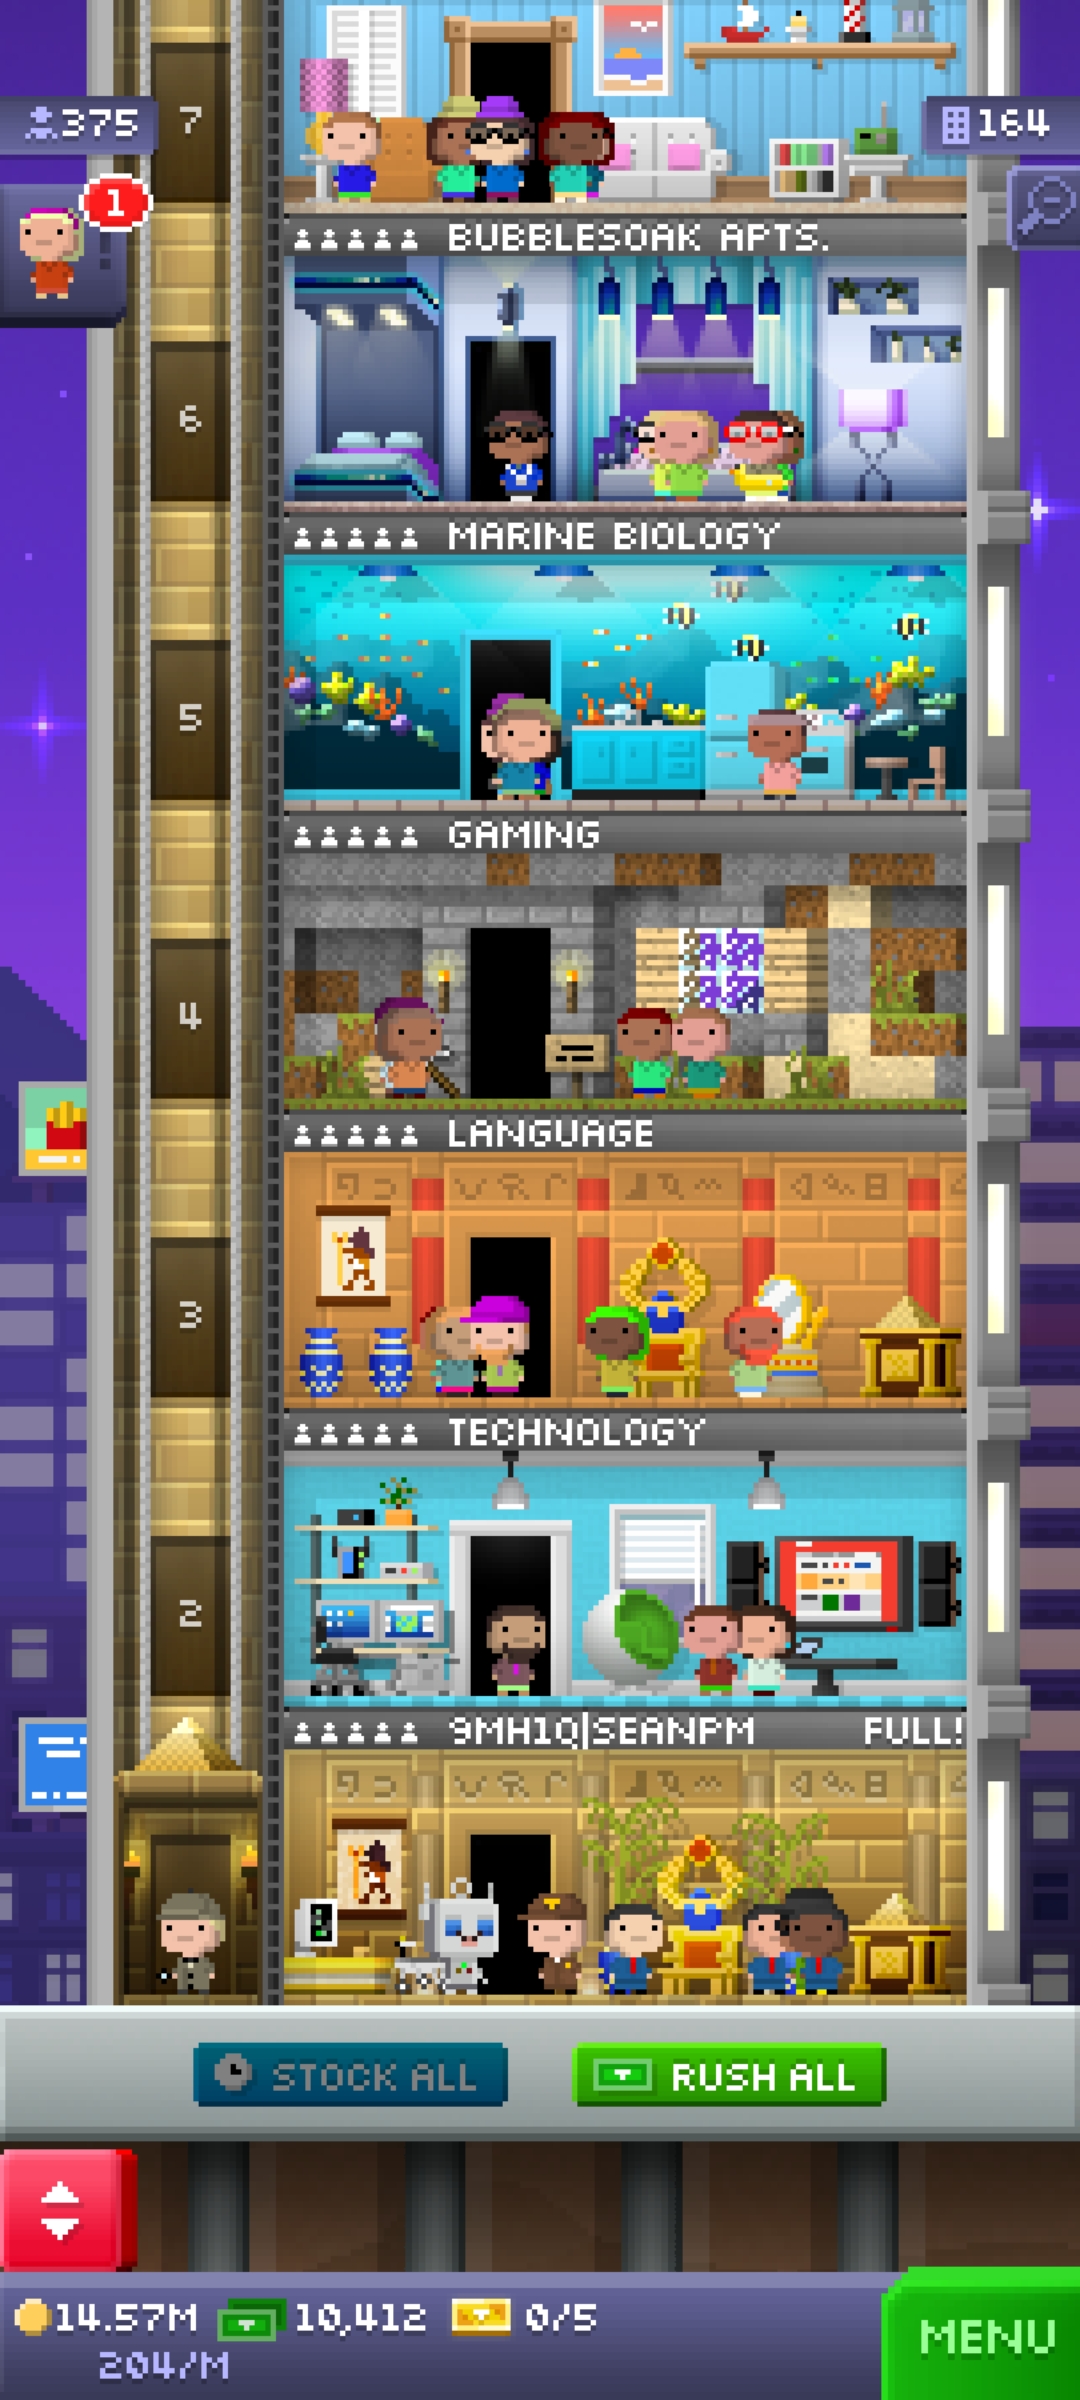 7
375
164
1
BUBBLESOAK APTS.
6
MARINE BIOLOGY
5
GAMING
4
LANGUAGE
3
TECHNOLOGY
2
9MH1Q|SEANPM FULL!
STOCK ALL
RUSH ALL
14.57M 10,412 0/5
204/M
MENU